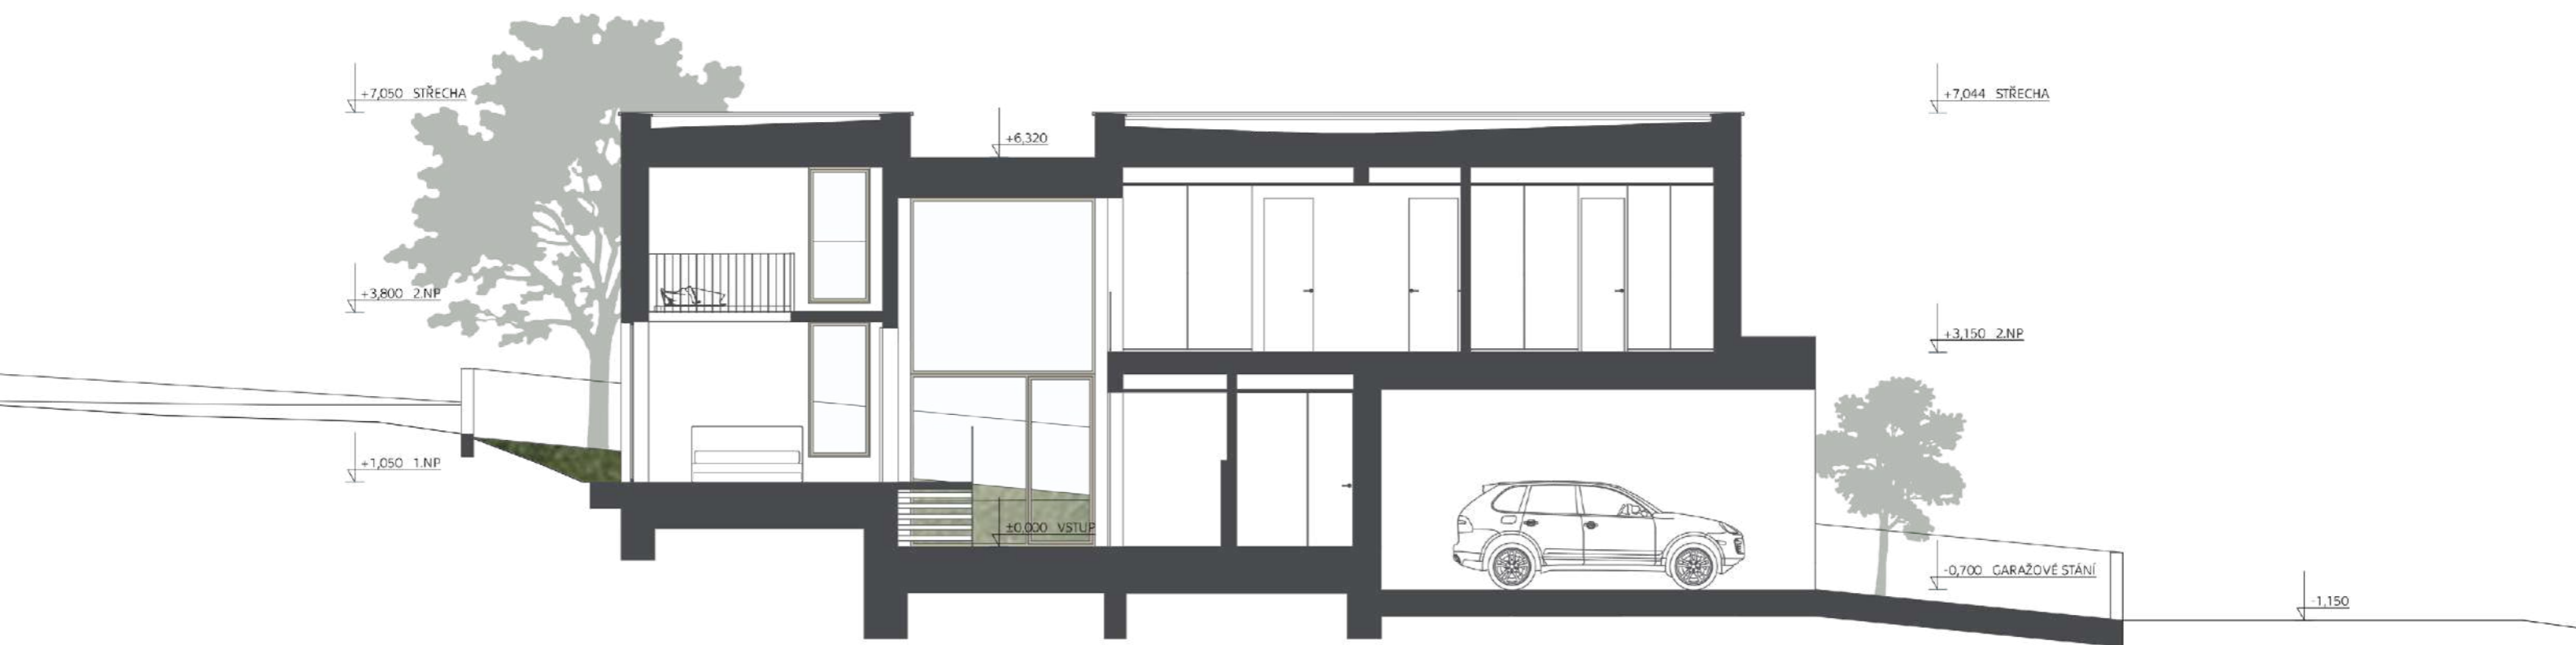 +7,050 STŘECHA
+7,044 STŘECHA
+6,320
+3,800 2.NP
+3,150 2.NP
+1,050 1.NP
±0,000 VSTUP
-0,700 GARAŽOVÉ STÁNÍ
-1,150